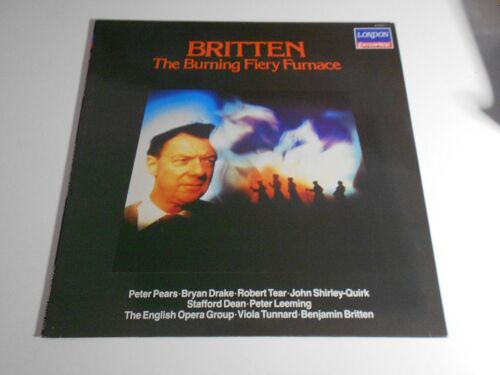 BRITTEN
The Burning Fiery Furnace
LONDON
ENTERPRISE
Peter Pears·Bryan Drake·Robert Tear·John Shirley-Quirk
Stafford Dean·Peter Leeming
The English Opera Group·Viola Tunnard·Benjamin Britten